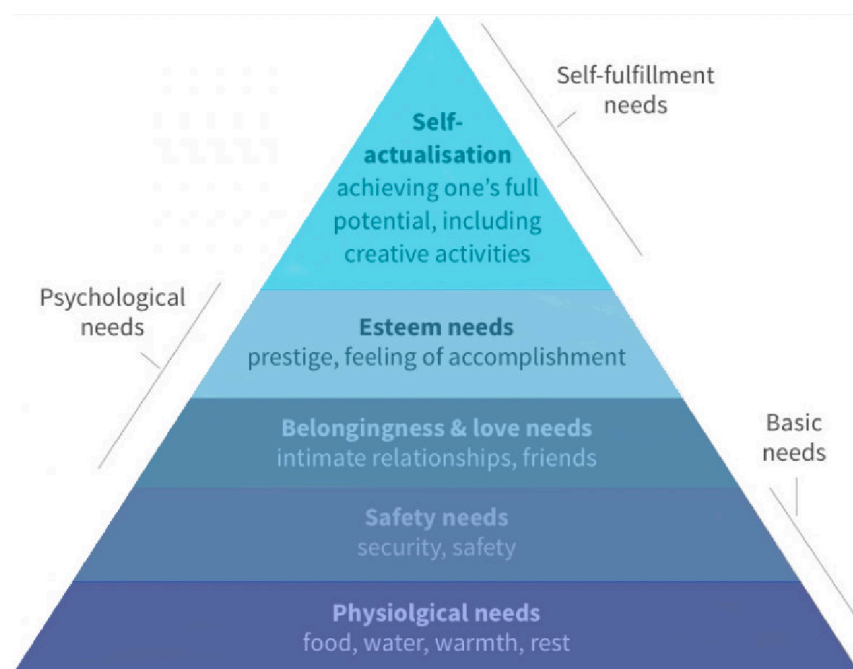 Self-fulfillment
needs
Self-
actualisation
achieving one's full
potential, including
creative activities
Psychological
needs
Esteem needs
prestige, feeling of accomplishment
Belongingness & love needs
intimate relationships, friends
Basic
needs
Safety needs
security, safety
Physiolgical needs
food, water, warmth, rest